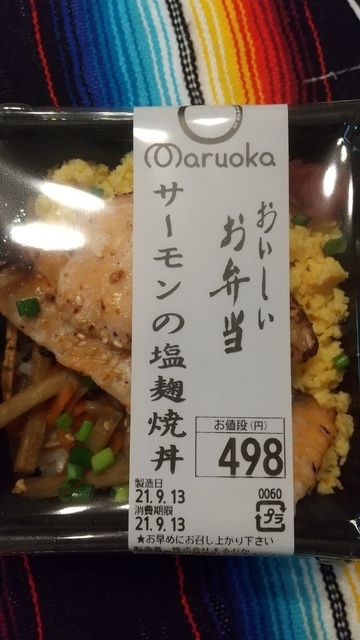 Maruoka
おいしい
お弁当
サーモンの塩麹焼丼
お値段(円)
498
製造日
21.9.13
消費期限
21.9.13
0060
プラ
★お早めにお召し上がり下さい